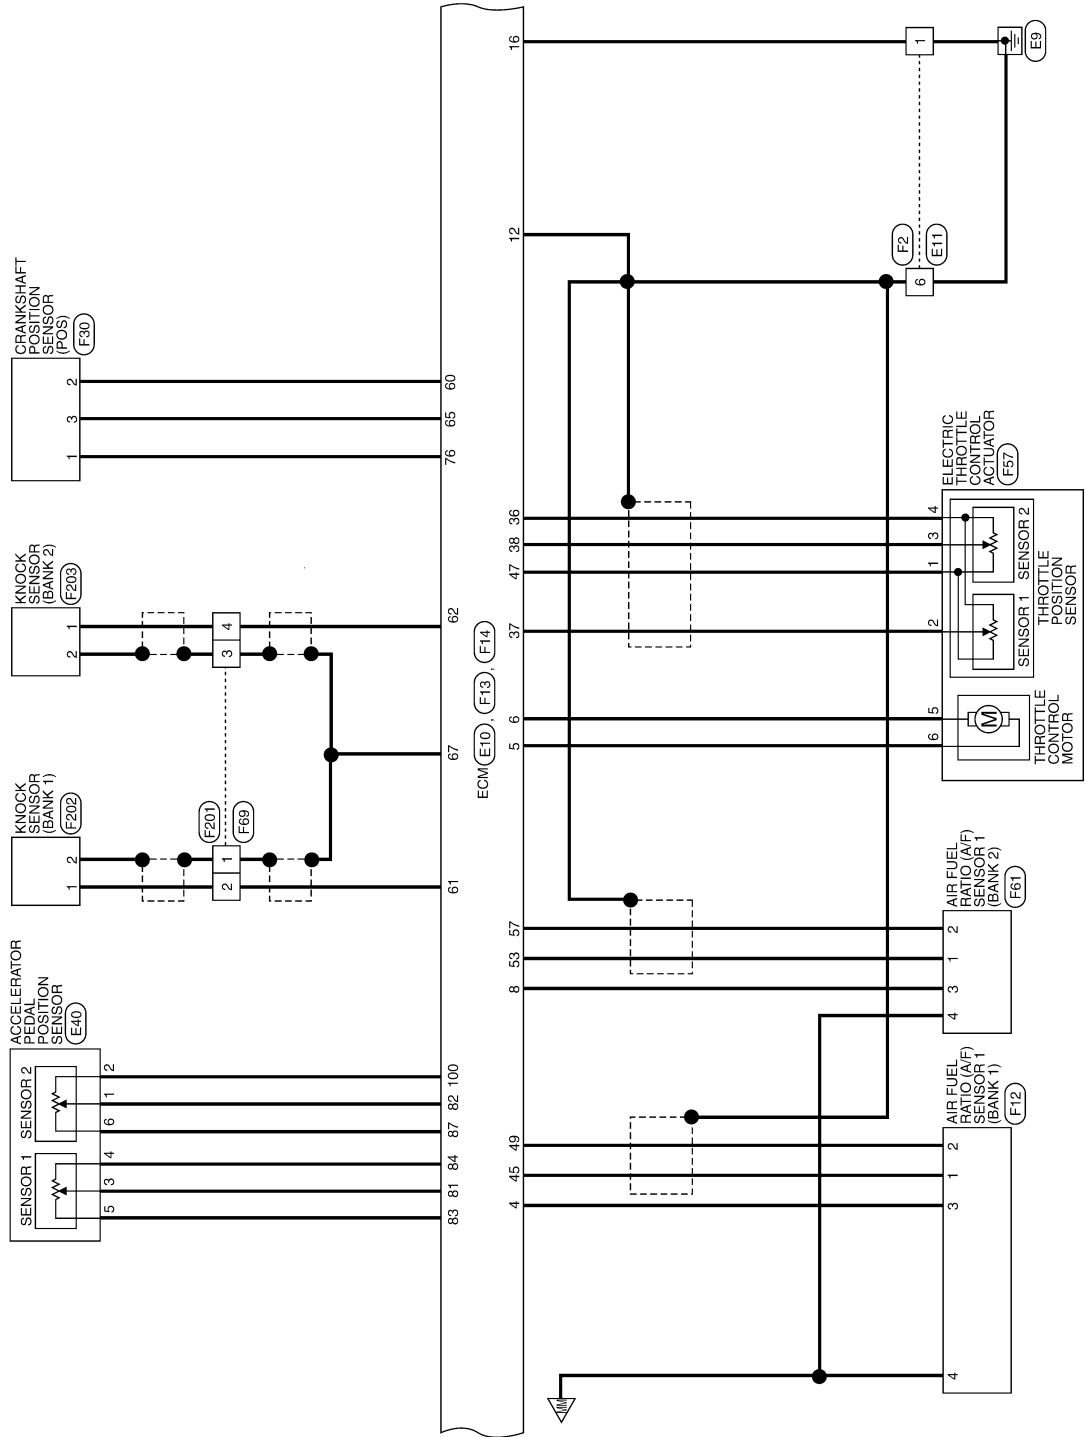 ACCELERATOR
PEDAL
POSITION
SENSOR
E40
SENSOR 1
SENSOR 2
5
3
4
6
1
2
83
81
84
87
82
100
KNOCK
SENSOR
(BANK 1)
F202
1
2
2
1
F201
F69
61
67
KNOCK
SENSOR
(BANK 2)
F203
2
1
3
4
62
CRANKSHAFT
POSITION
SENSOR
(POS)
F30
1
3
2
76
65
60
ECM E10 , F13 , F14
4
45
49
8
53
57
5
6
37
47
38
36
12
16
MM
4
3
1
2
AIR FUEL
RATIO (A/F)
SENSOR 1
(BANK 1)
F12
4
3
1
2
AIR FUEL
RATIO (A/F)
SENSOR 1
(BANK 2)
F61
6
5
2
1
3
4
M
THROTTLE
CONTROL
MOTOR
SENSOR 1
SENSOR 2
THROTTLE
POSITION
SENSOR
ELECTRIC
THROTTLE
CONTROL
ACTUATOR
F57
6
F2
E11
1
E9